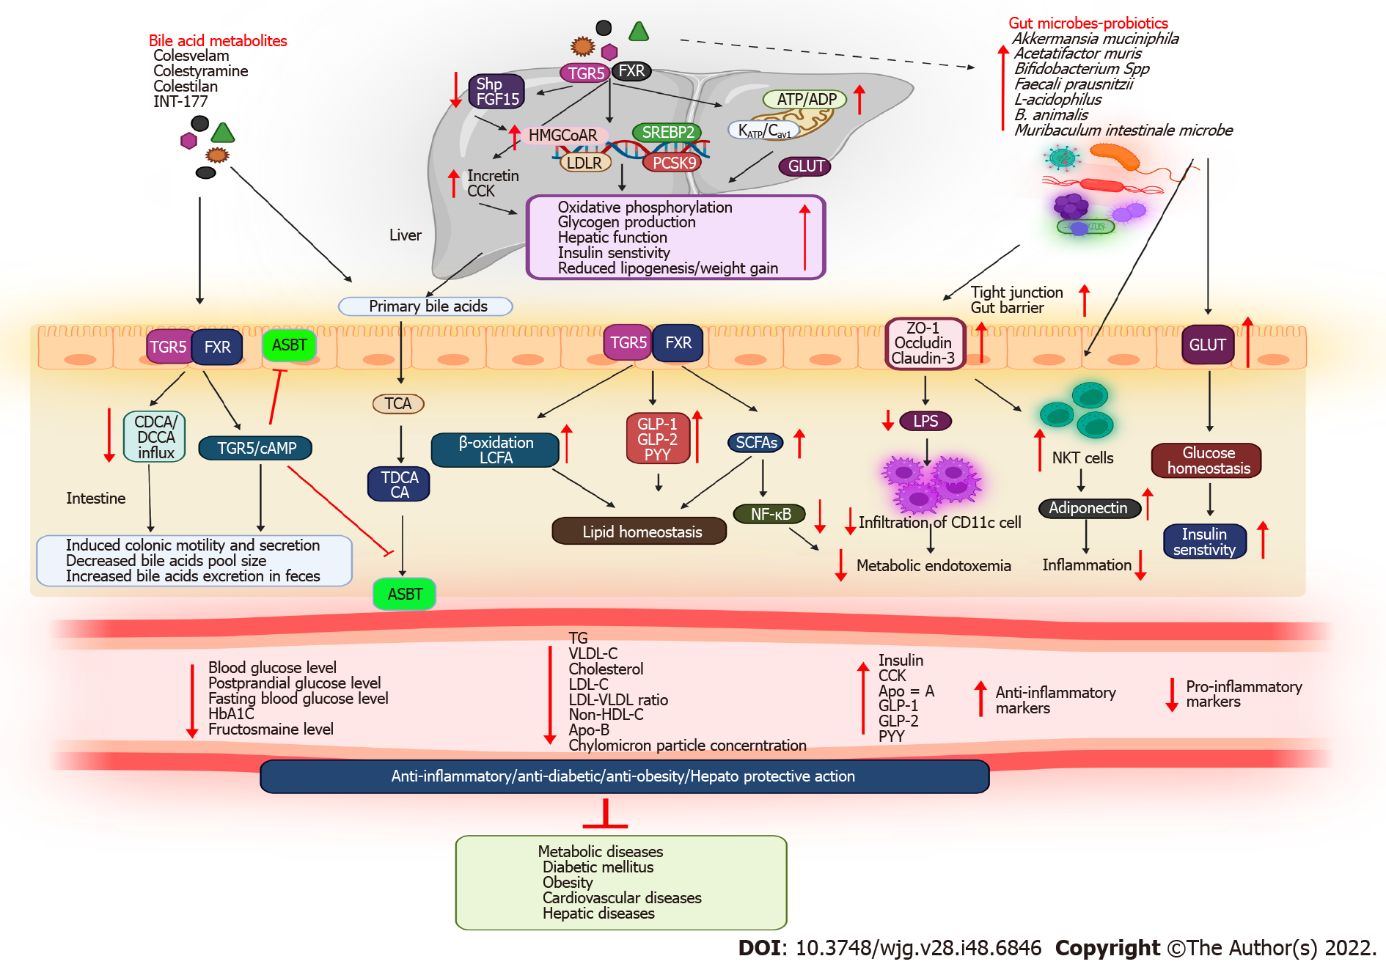 Bile acid metabolites
Colesvelam
Colestyramine
Colestilan
INT-177
TGR5
FXR
Shp
FGF15
HMGCoAR
SREBP2
LDLR
PCSK9
ATP/ADP
KATP/Cav1
GLUT
Incretin
CCK
Liver
Oxidative phosphorylation
Glycogen production
Hepatic function
Insulin senstivity
Reduced lipogenesis/weight gain
Gut microbes-probiotics
Akkermansia muciniphila
Acetatifactor muris
Bifidobacterium Spp
Faecali prausnitzii
L-acidophilus
B. animalis
Muribaculum intestinale microbe
Primary bile acids
Tight junction
Gut barrier
TGR5
FXR
ASBT
TGR5
FXR
ZO-1
Occludin
Claudin-3
GLUT
CDCA/
DCCA
influx
TGR5/cAMP
TCA
TDCA
CA
β-oxidation
LCFA
GLP-1
GLP-2
PYY
SCFAs
LPS
NKT cells
Glucose
homeostasis
Intestine
Lipid homeostasis
NF-κB
Infiltration of CD11c cell
Adiponectin
Insulin
senstivity
Induced colonic motility and secretion
Decreased bile acids pool size
Increased bile acids excretion in feces
Metabolic endotoxemia
Inflammation
ASBT
Blood glucose level
Postprandial glucose level
Fasting blood glucose level
HbA1C
Fructosmaine level
TG
VLDL-C
Cholesterol
LDL-C
LDL-VLDL ratio
Non-HDL-C
Apo-B
Chylomicron particle concerntration
Insulin
CCK
Apo = A
GLP-1
GLP-2
PYY
Anti-inflammatory
markers
Pro-inflammatory
markers
Anti-inflammatory/anti-diabetic/anti-obesity/Hepato protective action
Metabolic diseases
Diabetic mellitus
Obesity
Cardiovascular diseases
Hepatic diseases
DOI: 10.3748/wjg.v28.i48.6846 Copyright ©The Author(s) 2022.